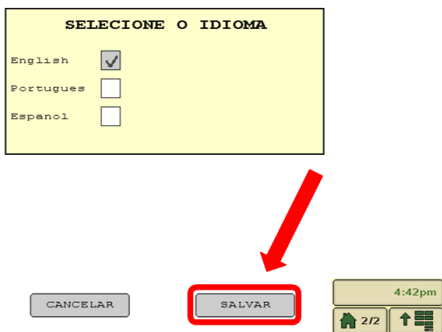 SELECIONE O IDIOMA
English
Portugues
Espanol
4:42pm
CANCELAR
SALVAR
2/2